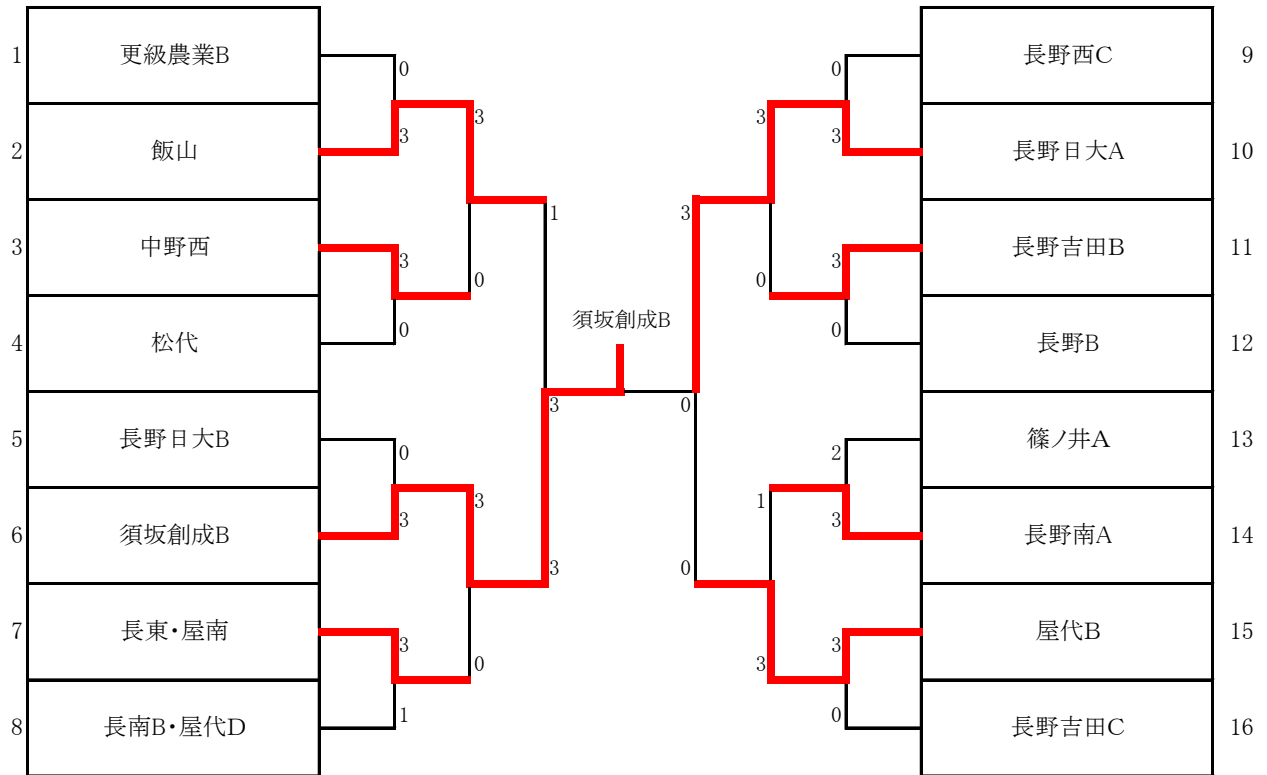 1 更級農業B 0
2 飯山 3
3
3 中野西 3
0
4 松代 0
1
5 長野日大B 0
6 須坂創成B 3
3
7 長東・屋南 3
0
8 長南B・屋代D 1
3
3
須坂創成B
0
長野西C 9
0
3
長野日大A 10
3
3
長野吉田B 11
3
0
長野B 12
0
篠ノ井A 13
2
1
長野南A 14
3
0
屋代B 15
3
3
長野吉田C 16
0